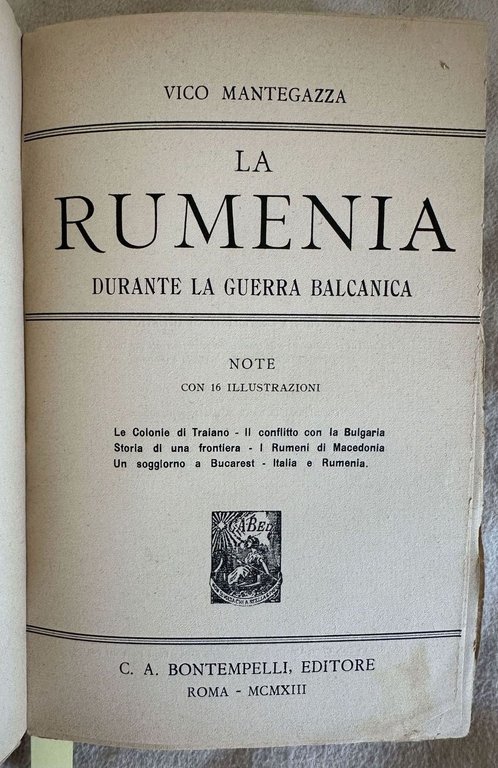 VICO MANTEGAZZA
LA
RUMENIA
DURANTE LA GUERRA BALCANICA
NOTE
CON 16 ILLUSTRAZIONI
Le Colonie di Traiano - Il conflitto con la Bulgaria
Storia di una frontiera - I Rumeni di Macedonia
Un soggiorno a Bucarest - Italia e Rumenia.
CABED
C. A. BONTEMPELLI, EDITORE
ROMA - MCMXIII